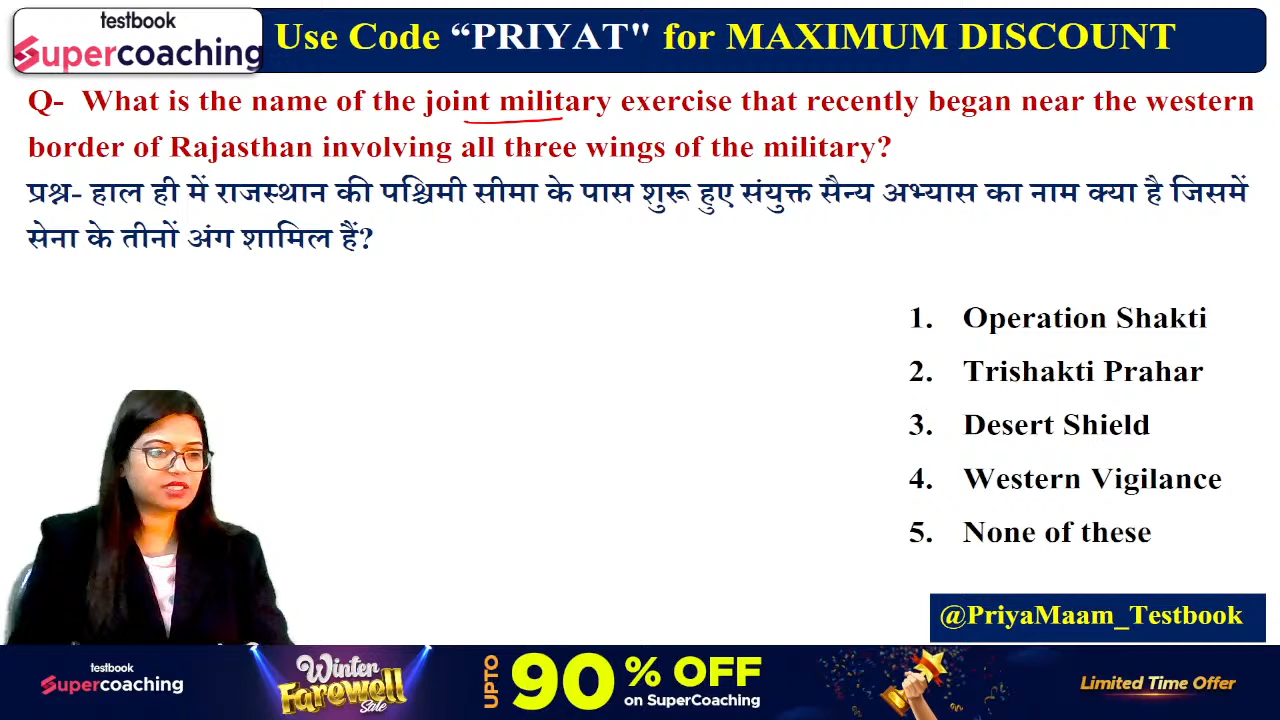 testbook
Supercoaching
Use Code “PRIYAT" for MAXIMUM DISCOUNT
Q- What is the name of the joint military exercise that recently began near the western
border of Rajasthan involving all three wings of the military?
प्रश्न- हाल ही में राजस्थान की पश्चिमी सीमा के पास शुरू हुए संयुक्त सैन्य अभ्यास का नाम क्या है जिसमें
सेना के तीनों अंग शामिल हैं?
1. Operation Shakti
2. Trishakti Prahar
3. Desert Shield
4. Western Vigilance
5. None of these
@PriyaMaam_Testbook
testbook
Supercoaching
Winter
Farewell
Sale
UPTO
90% OFF
on SuperCoaching
Limited Time Offer